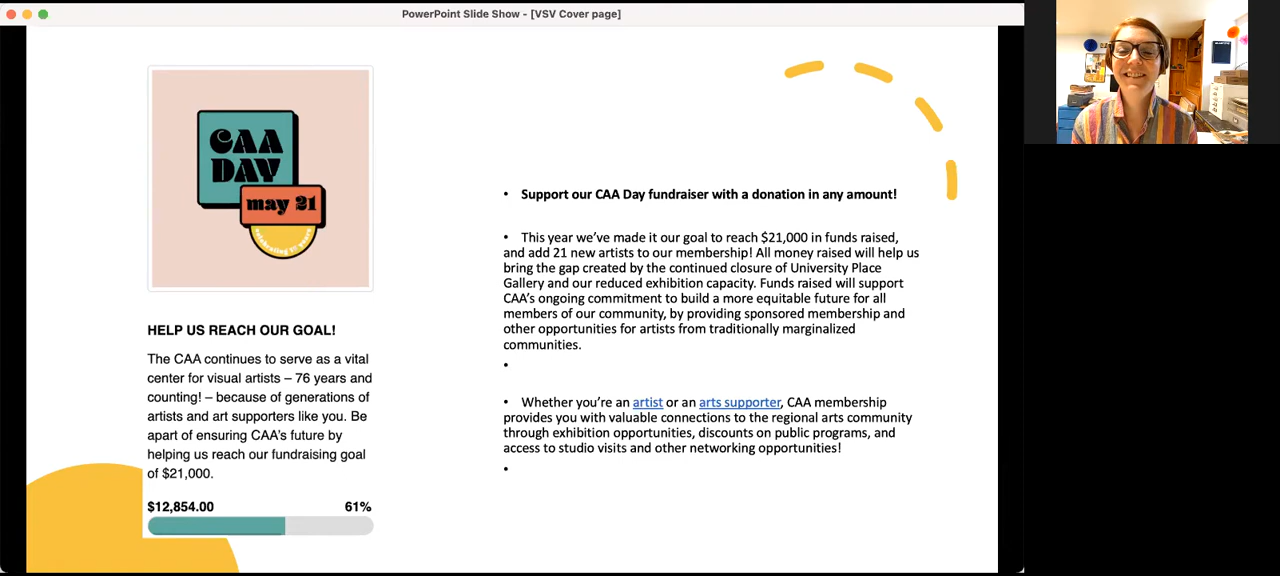 PowerPoint Slide Show - [VSV Cover page]
CAA
DAY
may 21
HELP US REACH OUR GOAL!
The CAA continues to serve as a vital
center for visual artists – 76 years and
counting! – because of generations of
artists and art supporters like you. Be
apart of ensuring CAA's future by
helping us reach our fundraising goal
of $21,000.
$12,854.00 61%
• Support our CAA Day fundraiser with a donation in any amount!
• This year we've made it our goal to reach $21,000 in funds raised,
and add 21 new artists to our membership! All money raised will help us
bring the gap created by the continued closure of University Place
Gallery and our reduced exhibition capacity. Funds raised will support
CAA's ongoing commitment to build a more equitable future for all
members of our community, by providing sponsored membership and
other opportunities for artists from traditionally marginalized
communities.
•
• Whether you're an artist or an arts supporter, CAA membership
provides you with valuable connections to the regional arts community
through exhibition opportunities, discounts on public programs, and
access to studio visits and other networking opportunities!
•